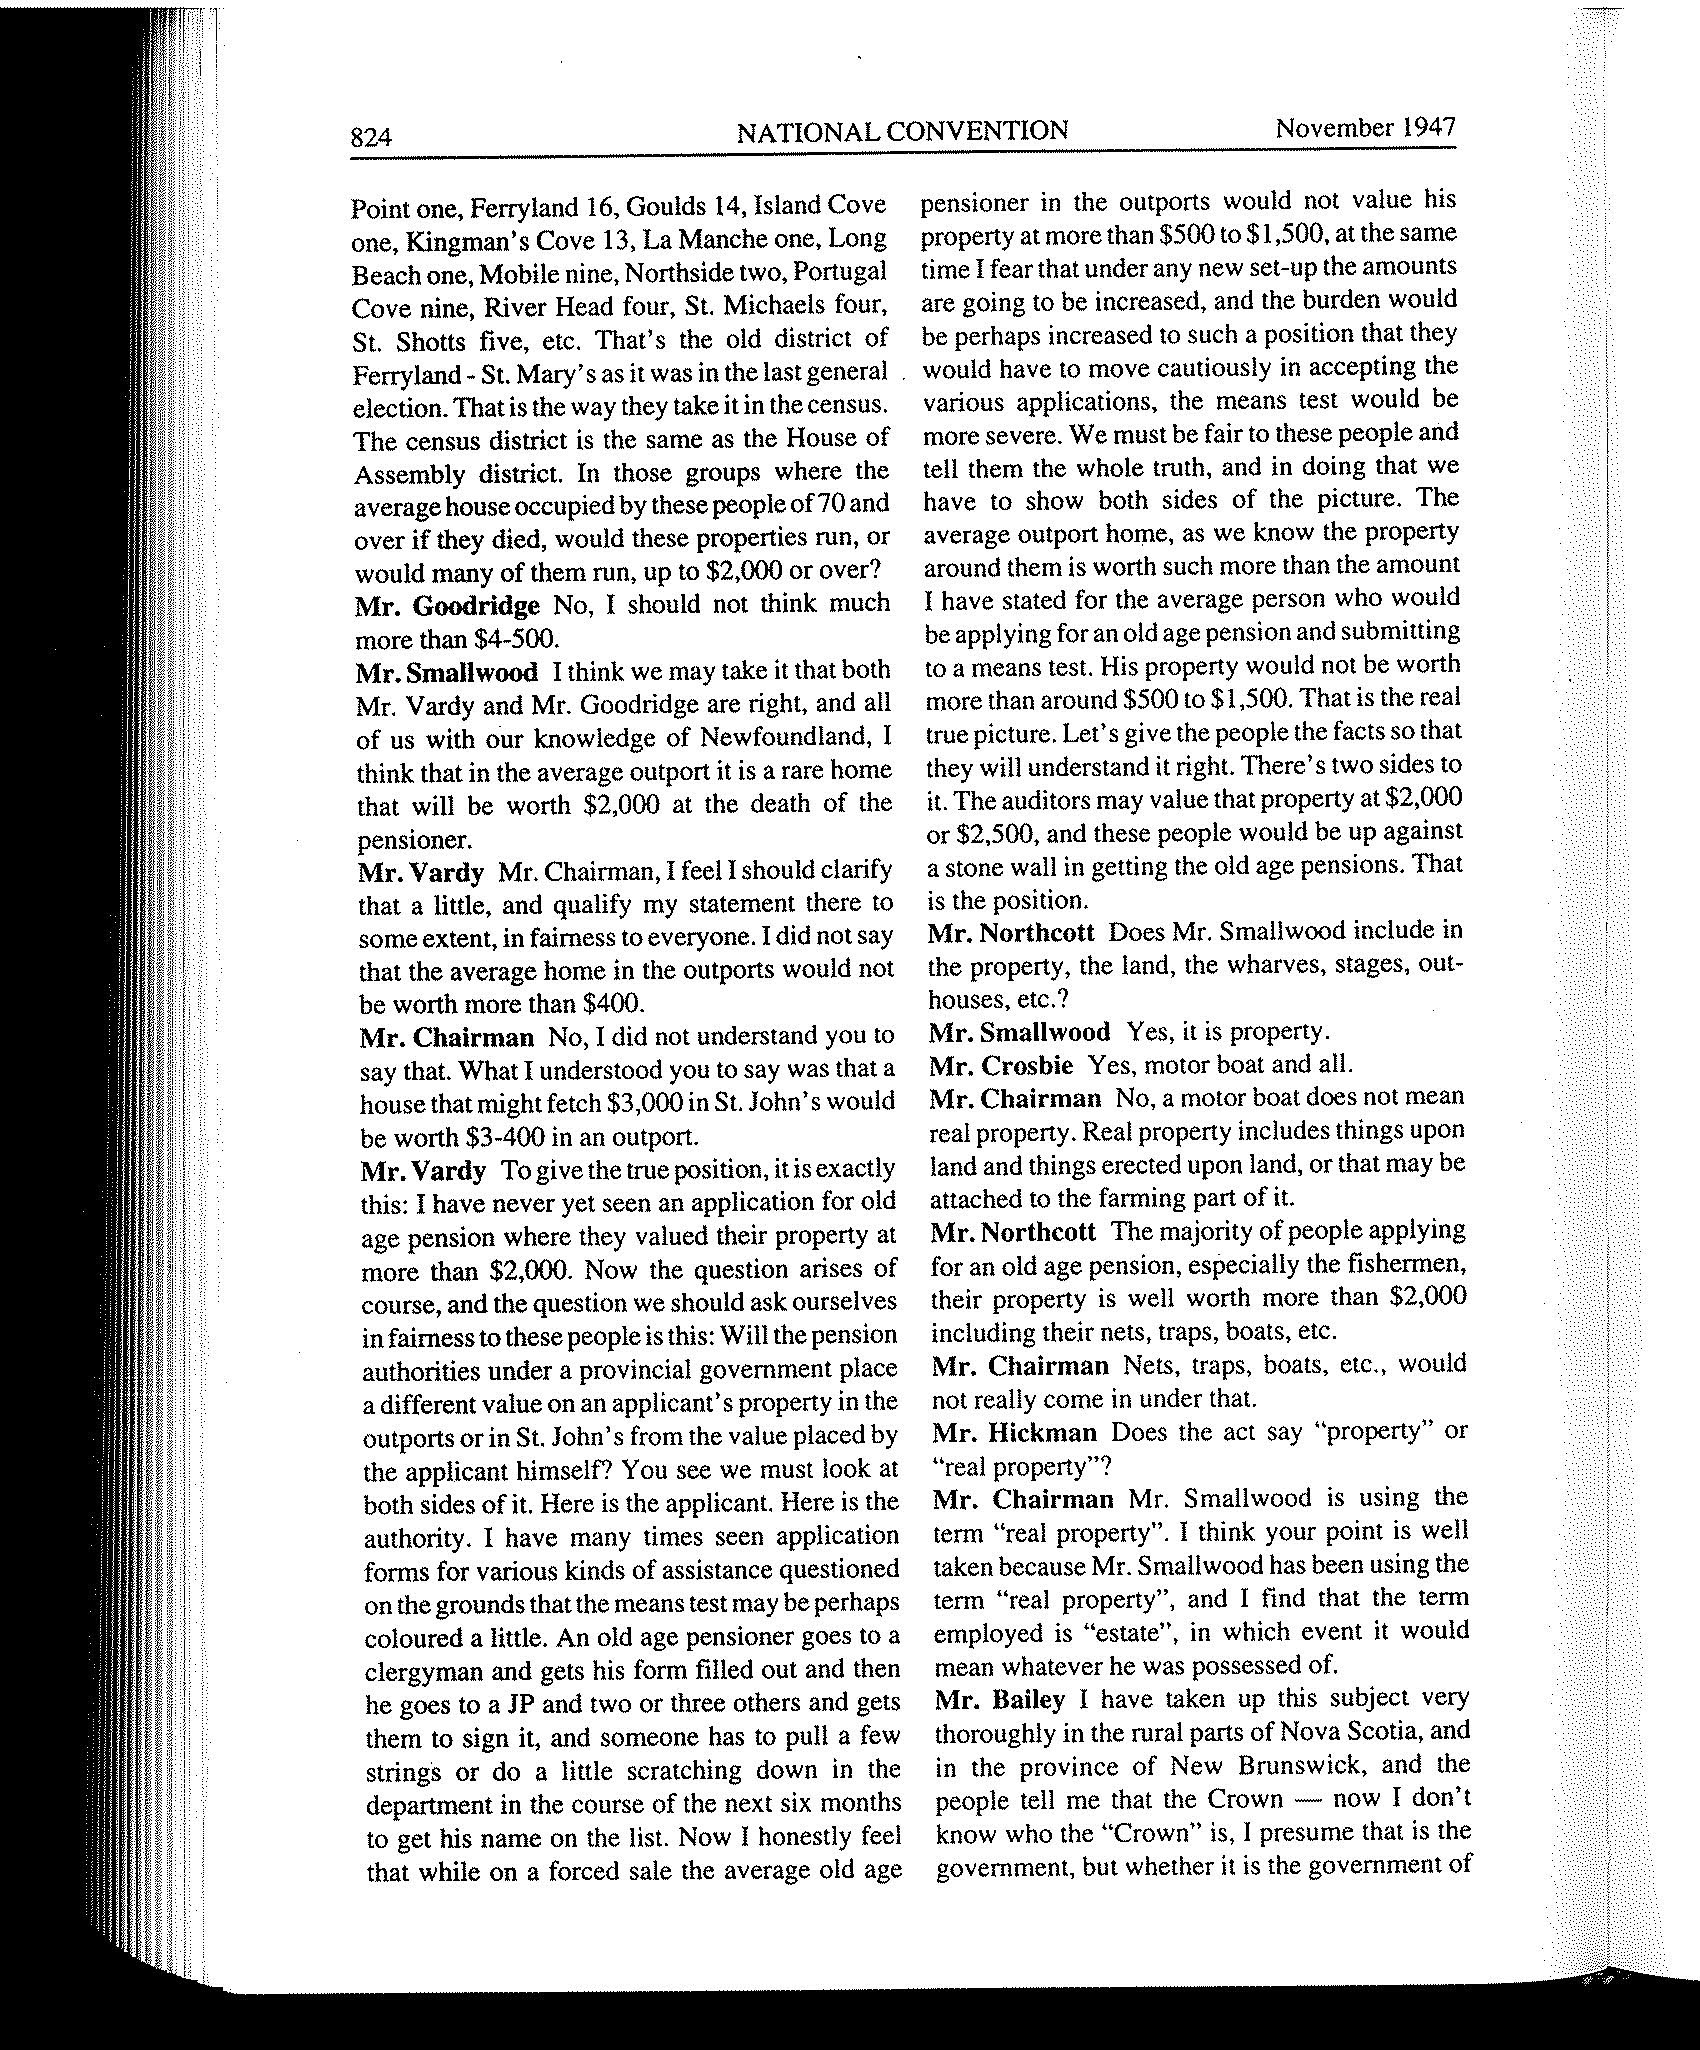 824
NATIONAL CONVENTION
November 1947
Point one, Ferryland 16, Goulds 14, Island Cove
one, Kingman's Cove 13, La Manche one, Long
Beach one, Mobile nine, Northside two, Portugal
Cove nine, River Head four, St. Michaels four,
St. Shotts five, etc. That's the old district of
Ferryland - St. Mary's as it was in the last general
election. That is the way they take it in the census.
The census district is the same as the House of
Assembly district. In those groups where the
average house occupied by these people of 70 and
over if they died, would these properties run, or
would many of them run, up to $2,000 or over?
Mr. Goodridge No, I should not think much
more than $4-500.
Mr. Smallwood I think we may take it that both
Mr. Vardy and Mr. Goodridge are right, and all
of us with our knowledge of Newfoundland, I
think that in the average outport it is a rare home
that will be worth $2,000 at the death of the
pensioner.
Mr. Vardy Mr. Chairman, I feel I should clarify
that a little, and qualify my statement there to
some extent, in fairness to everyone. I did not say
that the average home in the outports would not
be worth more than $400.
Mr. Chairman No, I did not understand you to
say that. What I understood you to say was that a
house that might fetch $3,000 in St. John's would
be worth $3-400 in an outport.
Mr. Vardy To give the true position, it is exactly
this: I have never yet seen an application for old
age pension where they valued their property at
more than $2,000. Now the question arises of
course, and the question we should ask ourselves
in fairness to these people is this: Will the pension
authorities under a provincial government place
a different value on an applicant's property in the
outports or in St. John's from the value placed by
the applicant himself? You see we must look at
both sides of it. Here is the applicant. Here is the
authority. I have many times seen application
forms for various kinds of assistance questioned
on the grounds that the means test may be perhaps
coloured a little. An old age pensioner goes to a
clergyman and gets his form filled out and then
he goes to a JP and two or three others and gets
them to sign it, and someone has to pull a few
strings or do a little scratching down in the
department in the course of the next six months
to get his name on the list. Now I honestly feel
that while on a forced sale the average old age
pensioner in the outports would not value his
property at more than $500 to $1,500, at the same
time I fear that under any new set-up the amounts
are going to be increased, and the burden would
be perhaps increased to such a position that they
would have to move cautiously in accepting the
various applications, the means test would be
more severe. We must be fair to these people and
tell them the whole truth, and in doing that we
have to show both sides of the picture. The
average outport home, as we know the property
around them is worth such more than the amount
I have stated for the average person who would
be applying for an old age pension and submitting
to a means test. His property would not be worth
more than around $500 to $1,500. That is the real
true picture. Let's give the people the facts so that
they will understand it right. There's two sides to
it. The auditors may value that property at $2,000
or $2,500, and these people would be up against
a stone wall in getting the old age pensions. That
is the position.
Mr. Northcott Does Mr. Smallwood include in
the property, the land, the wharves, stages, out-
houses, etc.?
Mr. Smallwood Yes, it is property.
Mr. Crosbie Yes, motor boat and all.
Mr. Chairman No, a motor boat does not mean
real property. Real property includes things upon
land and things erected upon land, or that may be
attached to the farming part of it.
Mr. Northcott The majority of people applying
for an old age pension, especially the fishermen,
their property is well worth more than $2,000
including their nets, traps, boats, etc.
Mr. Chairman Nets, traps, boats, etc., would
not really come in under that.
Mr. Hickman Does the act say "property" or
"real property"?
Mr. Chairman Mr. Smallwood is using the
term "real property". I think your point is well
taken because Mr. Smallwood has been using the
term "real property", and I find that the term
employed is "estate", in which event it would
mean whatever he was possessed of.
Mr. Bailey I have taken up this subject very
thoroughly in the rural parts of Nova Scotia, and
in the province of New Brunswick, and the
people tell me that the Crown — now I don't
know who the "Crown" is, I presume that is the
government, but whether it is the government of